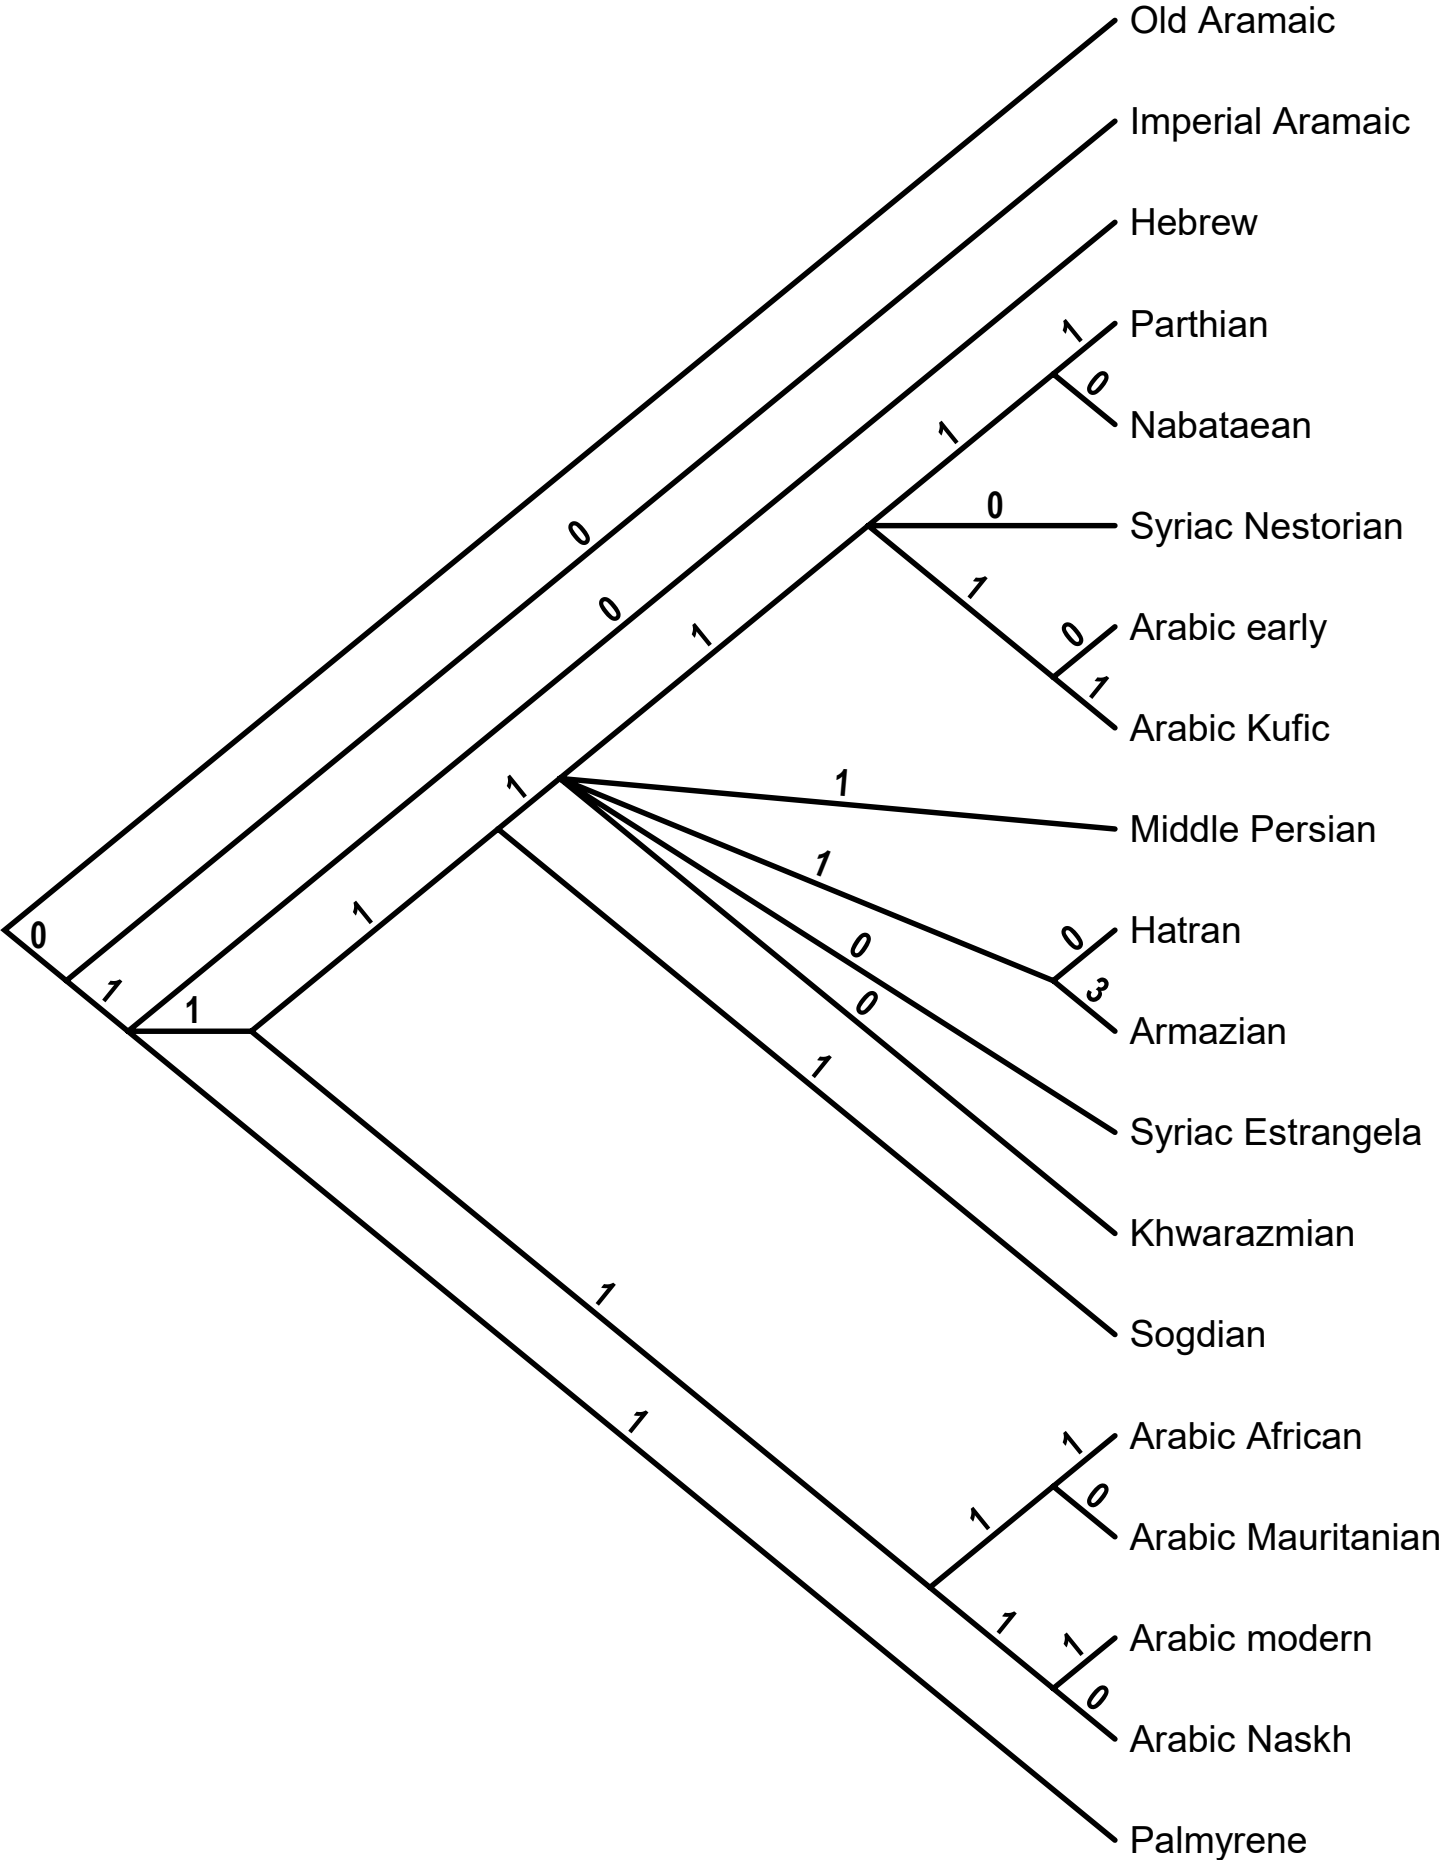 Old Aramaic
Imperial Aramaic
Hebrew
1 Parthian
0
1 Nabataean
0 Syriac Nestorian
0
1
0 Arabic early
0
1
1 Arabic Kufic
1
1 Middle Persian
1
1
0 Hatran
0
0
1
3
0 Armazian
1
1
Syriac Estrangela
Khwarazmian
1
Sogdian
1
1 Arabic African
0
1 Arabic Mauritanian
1
1 Arabic modern
0
Arabic Naskh
Palmyrene